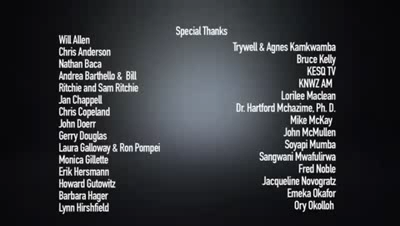 Special Thanks
Will Allen
Chris Anderson
Nathan Baca
Andrea Barthello & Bill
Ritchie and Sam Ritchie
Jan Chappell
Chris Copeland
John Doerr
Gerry Douglas
Laura Galloway & Ron Pompei
Monica Gillette
Erik Hersmann
Howard Gutowitz
Barbara Hager
Lynn Hirshfield
Trywell & Agnes Kamkwamba
Bruce Kelly
KESQ TV
KNWZ AM
Lorilee Maclean
Dr. Hartford Mchazime, Ph. D.
Mike McKay
John McMullen
Soyapi Mumba
Sangwani Mwafulirwa
Fred Noble
Jacqueline Novogratz
Emeka Okafor
Ory Okolloh